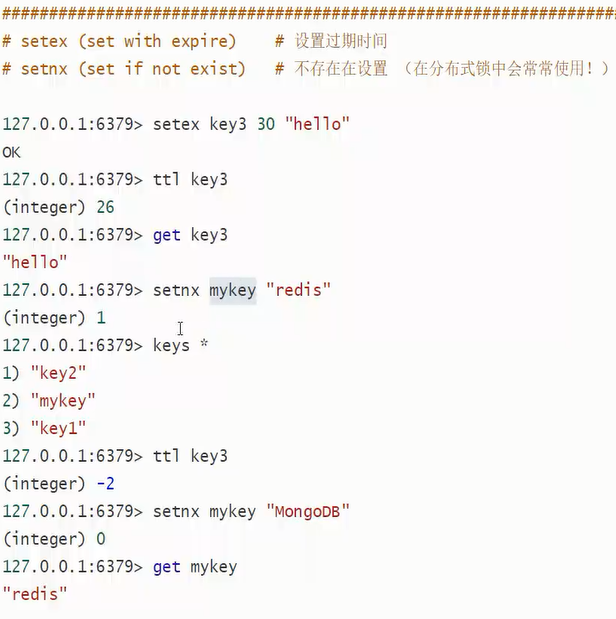 ##################################################################
# setex (set with expire)    # 设置过期时间
# setnx (set if not exist)   # 不存在在设置 （在分布式锁中会常常使用！）
127.0.0.1:6379> setex key3 30 "hello"
OK
127.0.0.1:6379> ttl key3
(integer) 26
127.0.0.1:6379> get key3
"hello"
127.0.0.1:6379> setnx mykey "redis"
(integer) 1
127.0.0.1:6379> keys *
1) "key2"
2) "mykey"
3) "key1"
127.0.0.1:6379> ttl key3
(integer) -2
127.0.0.1:6379> setnx mykey "MongoDB"
(integer) 0
127.0.0.1:6379> get mykey
"redis"